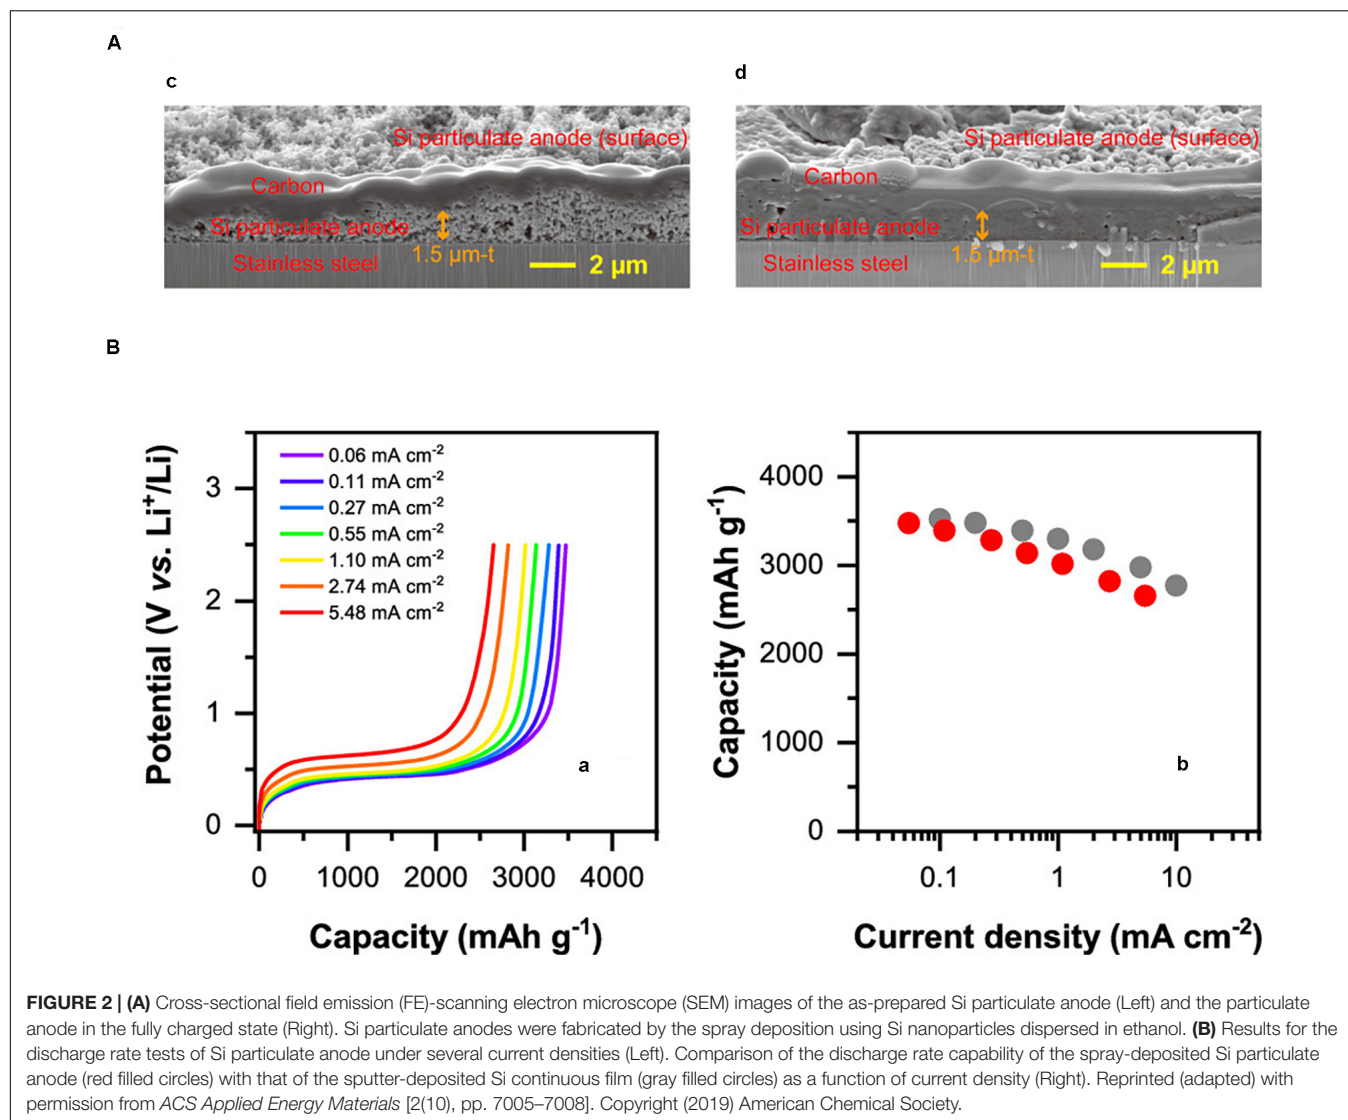 A
c
d
Si particulate anode (surface)
Carbon
Si particulate anode
1.5 µm-t
Stainless steel
2 µm
Si particulate anode (surface)
Carbon
Si particulate anode
1.5 µm-t
Stainless steel
2 µm
B
Potential (V vs. Li⁺/Li)
3
2
1
0
0.06 mA cm⁻²
0.11 mA cm⁻²
0.27 mA cm⁻²
0.55 mA cm⁻²
1.10 mA cm⁻²
2.74 mA cm⁻²
5.48 mA cm⁻²
a
0 1000 2000 3000 4000
Capacity (mAh g⁻¹)
Capacity (mAh g⁻¹)
4000
3000
2000
1000
0
b
0.1 1 10
Current density (mA cm⁻²)
FIGURE 2 | (A) Cross-sectional field emission (FE)-scanning electron microscope (SEM) images of the as-prepared Si particulate anode (Left) and the particulate
anode in the fully charged state (Right). Si particulate anodes were fabricated by the spray deposition using Si nanoparticles dispersed in ethanol. (B) Results for the
discharge rate tests of Si particulate anode under several current densities (Left). Comparison of the discharge rate capability of the spray-deposited Si particulate
anode (red filled circles) with that of the sputter-deposited Si continuous film (gray filled circles) as a function of current density (Right). Reprinted (adapted) with
permission from ACS Applied Energy Materials [2(10), pp. 7005–7008]. Copyright (2019) American Chemical Society.